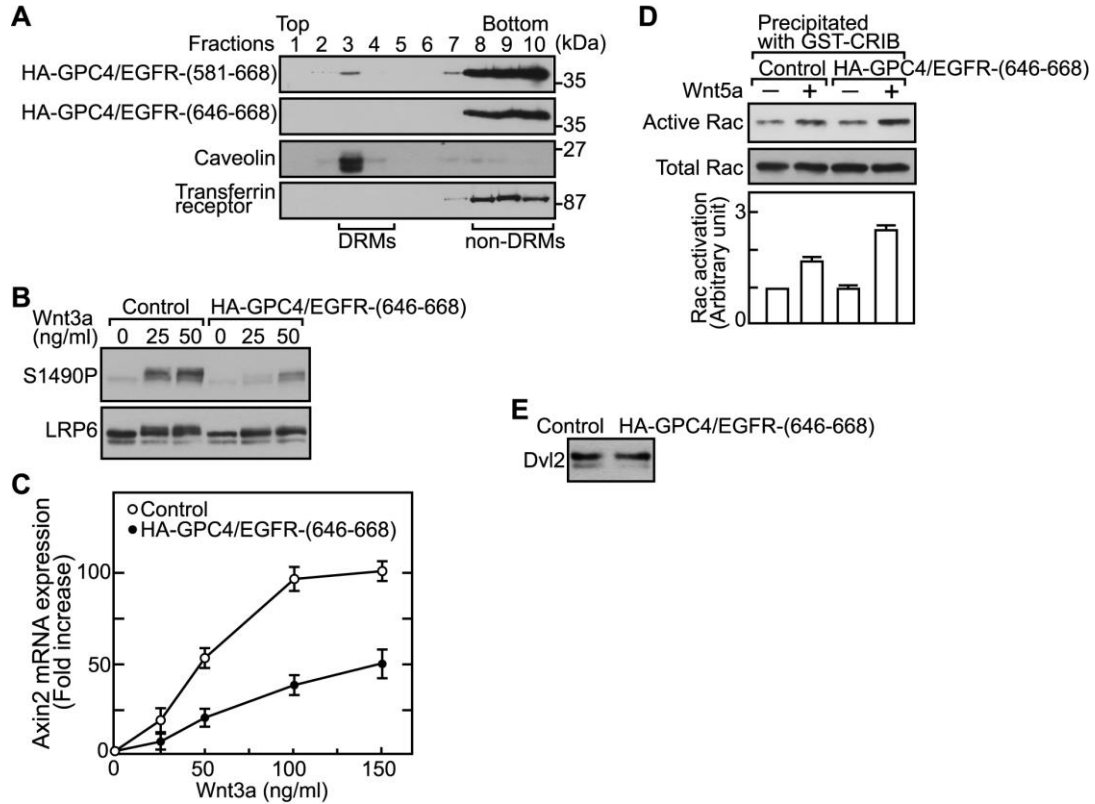 A
Top Bottom
Fractions 1 2 3 4 5 6 7 8 9 10 (kDa)
HA-GPC4/EGFR-(581-668) -35
HA-GPC4/EGFR-(646-668) -35
Caveolin -27
Transferrin
receptor -87
DRMs non-DRMs
B
Control HA-GPC4/EGFR-(646-668)
Wnt3a
(ng/ml) 0 25 50 0 25 50
S1490P
LRP6
C
Control
HA-GPC4/EGFR-(646-668)
Axin2 mRNA expression
(Fold increase)
100
50
0
0 50 100 150
Wnt3a (ng/ml)
D
Precipitated
with GST-CRIB
Control HA-GPC4/EGFR-(646-668)
Wnt5a − + − +
Active Rac
Total Rac
Rac activation
(Arbitrary unit)
3
0
E
Control HA-GPC4/EGFR-(646-668)
Dvl2